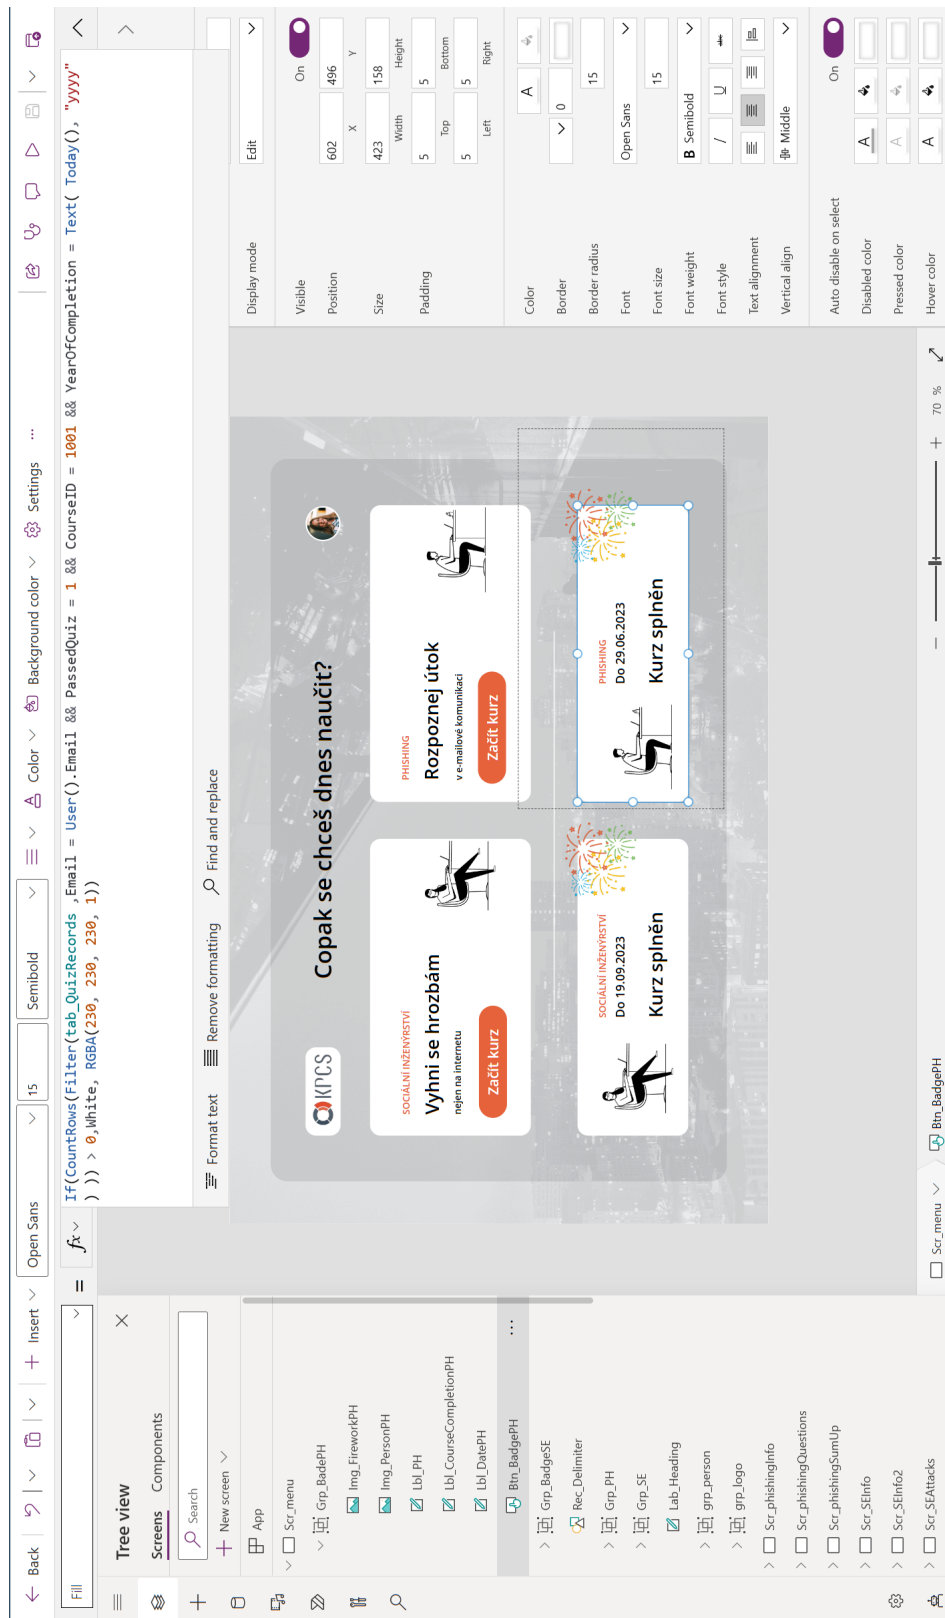 Back
Insert
Open Sans
15
Semibold
Color
Background color
Settings
...
Fill
=
fx
If(CountRows(Filter(tab_QuizRecords ,Email = User().Email && PassedQuiz = 1 && CourseID = 1001 && YearOfCompletion = Text( Today(), "yyyy"
) )) > 0,White, RGBA(230, 230, 230, 1))
Format text
Remove formatting
Find and replace
Tree view
Screens
Components
Search
New screen
App
Scr_menu
Grp_BadePH
Img_FireworkPH
Img_PersonPH
Lbl_PH
Lbl_CourseCompletionPH
Lbl_DatePH
Btn_BadgePH
...
Grp_BadgeSE
Rec_Delimiter
Grp_PH
Grp_SE
Lab_Heading
grp_person
grp_logo
Scr_phishingInfo
Scr_phishingQuestions
Scr_phishingSumUp
Scr_SEInfo
Scr_SEInfo2
Scr_SEAttacks
KPCS
Copak se chceš dnes naučit?
SOCIÁLNÍ INŽENÝRSTVÍ
Vyhni se hrozbám
nejen na internetu
Začít kurz
PHISHING
Rozpoznej útok
v e-mailové komunikaci
Začít kurz
SOCIÁLNÍ INŽENÝRSTVÍ
Do 19.09.2023
Kurz splněn
PHISHING
Do 29.06.2023
Kurz splněn
Scr_menu
Btn_BadgePH
70 %
Display mode
Edit
Visible
On
Position
602
496
X
Y
Size
423
158
Width
Height
Padding
5
5
Top
Bottom
5
5
Left
Right
Color
A
Border
0
Border radius
15
Font
Open Sans
Font size
15
Font weight
B Semibold
Font style
/
U
abc
Text alignment
Vertical align
Middle
Auto disable on select
On
Disabled color
A
Pressed color
A
Hover color
A